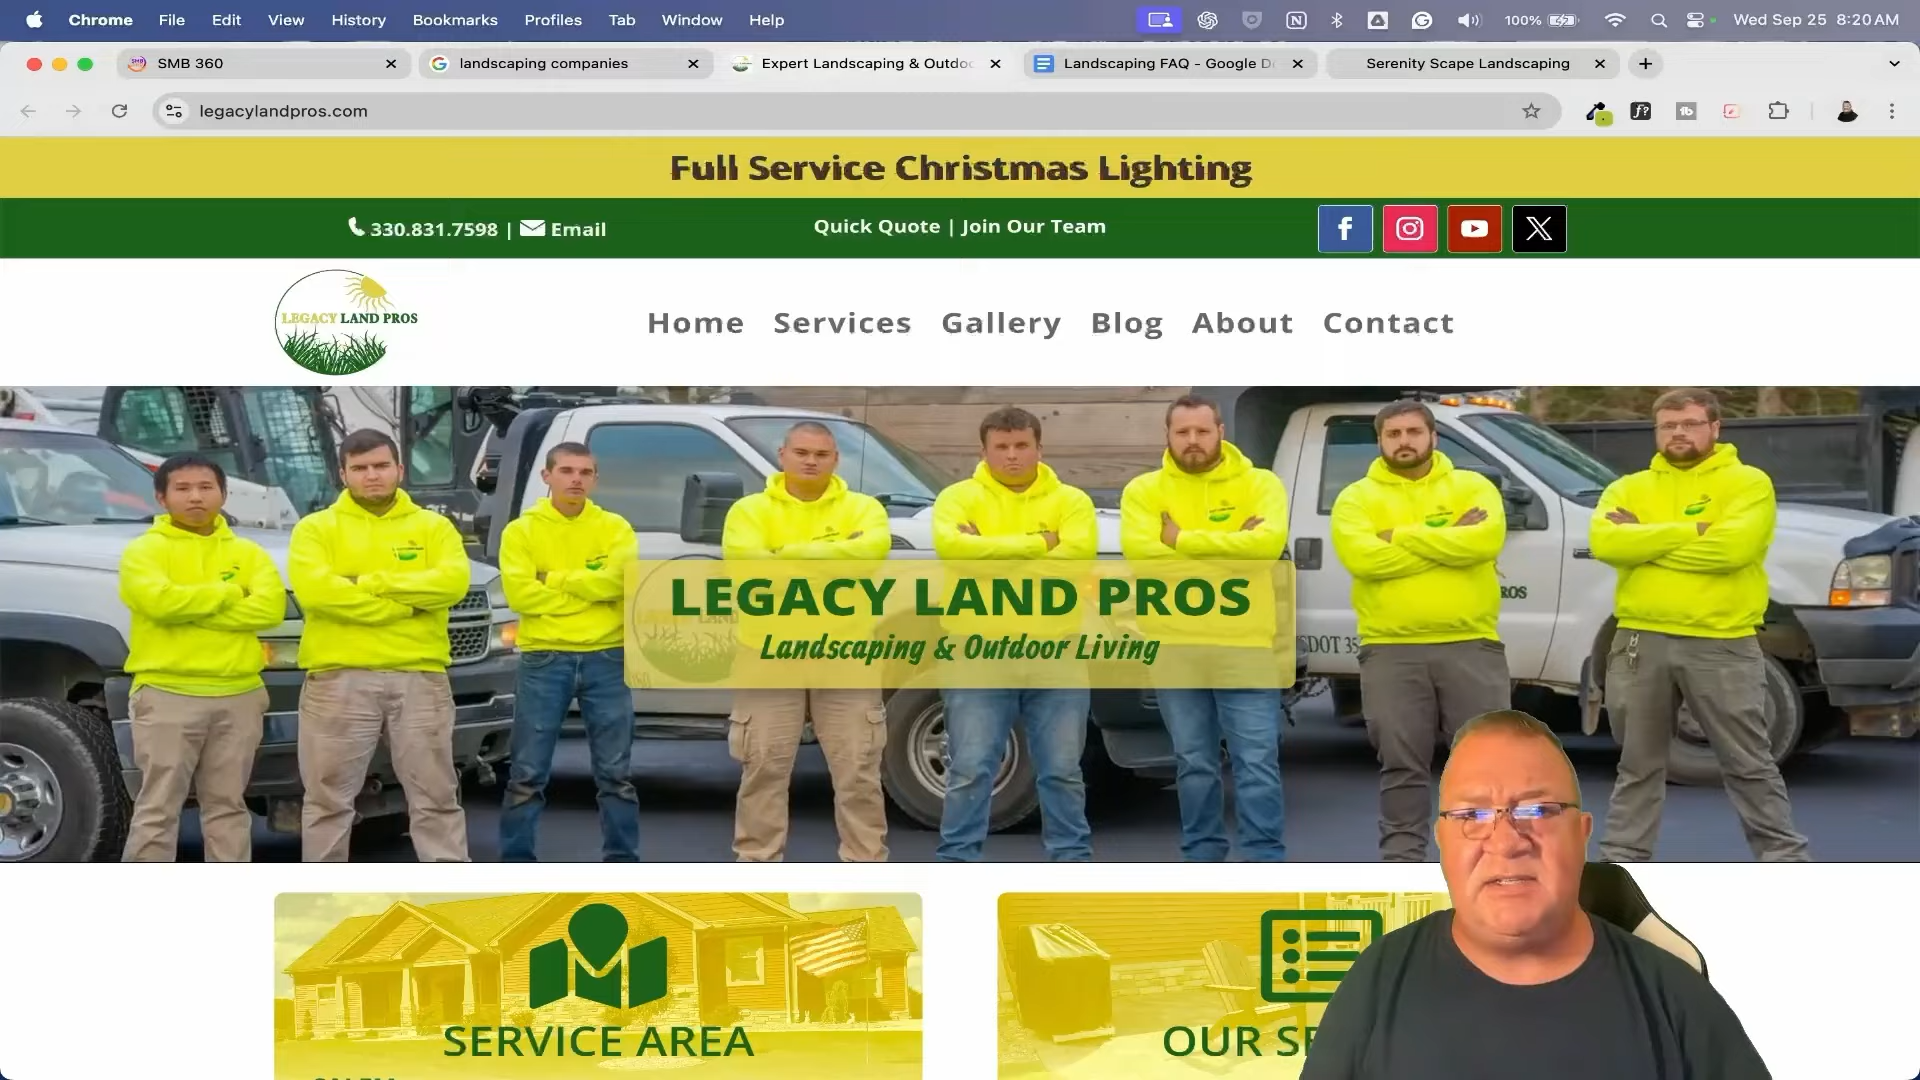 Chrome File Edit View History Bookmarks Profiles Tab Window Help 100% Wed Sep 25 8:20 AM
SMB 360
landscaping companies
Expert Landscaping & Outdoo
Landscaping FAQ - Google D
Serenity Scape Landscaping
legacylandpros.com
Full Service Christmas Lighting
330.831.7598 | Email
Quick Quote | Join Our Team
LEGACY LAND PROS
Home Services Gallery Blog About Contact
LEGACY LAND PROS
Landscaping & Outdoor Living
ROS
SDOT 35
SERVICE AREA
OUR SE